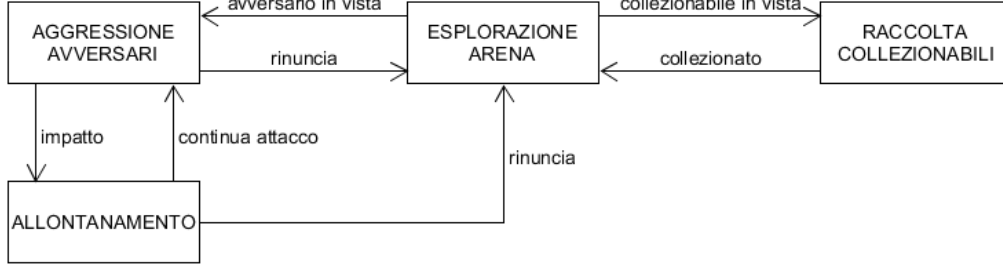 avversario in vista
collezionabile in vista
AGGRESSIONE
AVVERSARI
ESPLORAZIONE
ARENA
RACCOLTA
COLLEZIONABILI
rinuncia
collezionato
impatto
continua attacco
rinuncia
ALLONTANAMENTO